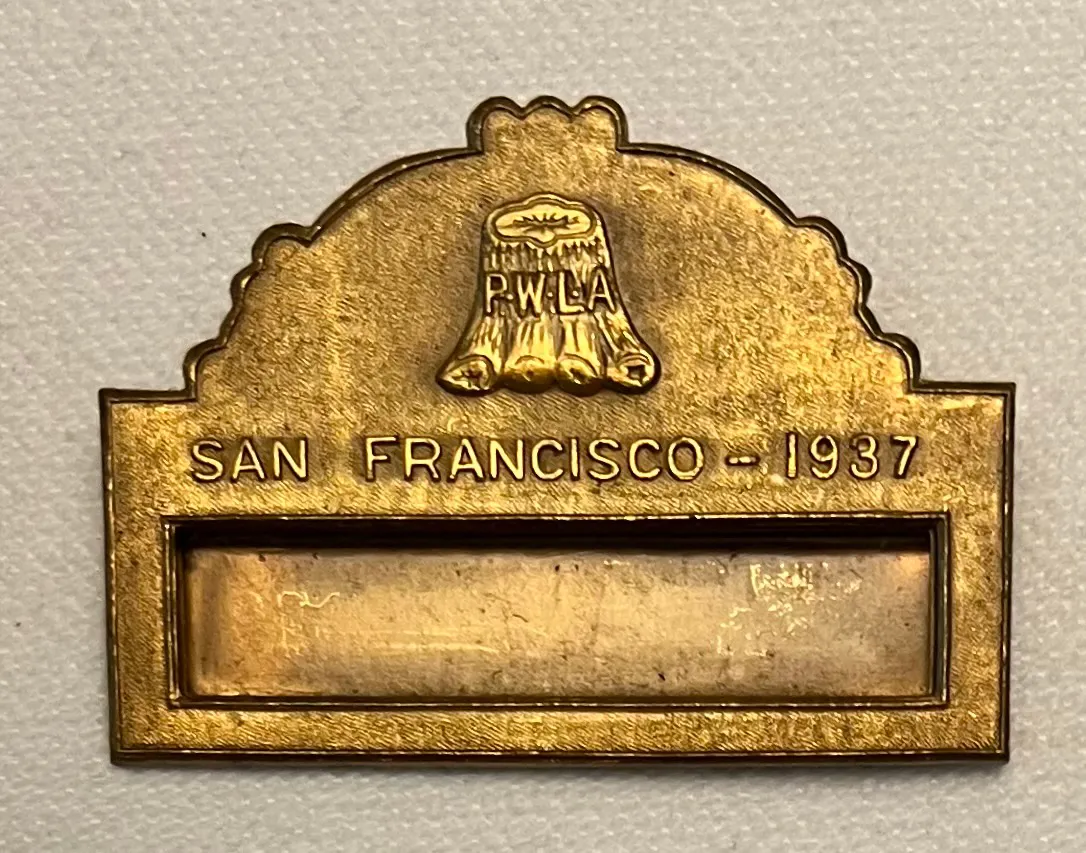 P·W·L·A
SAN FRANCISCO - 1937